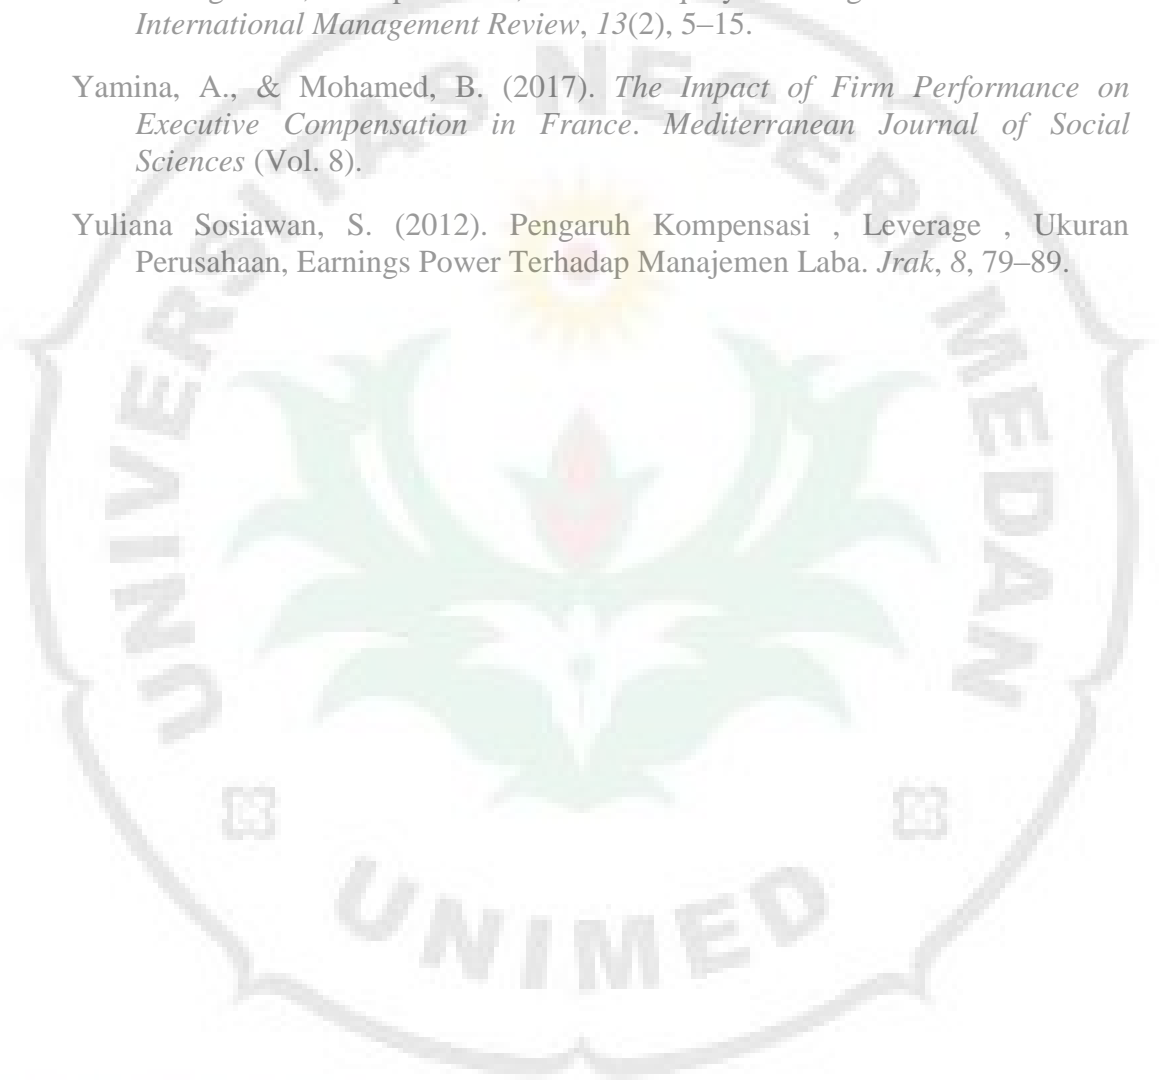 International Management Review, 13(2), 5–15.
Yamina, A., & Mohamed, B. (2017). The Impact of Firm Performance on
Executive Compensation in France. Mediterranean Journal of Social
Sciences (Vol. 8).
Yuliana Sosiawan, S. (2012). Pengaruh Kompensasi , Leverage , Ukuran
Perusahaan, Earnings Power Terhadap Manajemen Laba. Jrak, 8, 79–89.
UNIVERSITAS NEGERI MEDAN
UNIMED